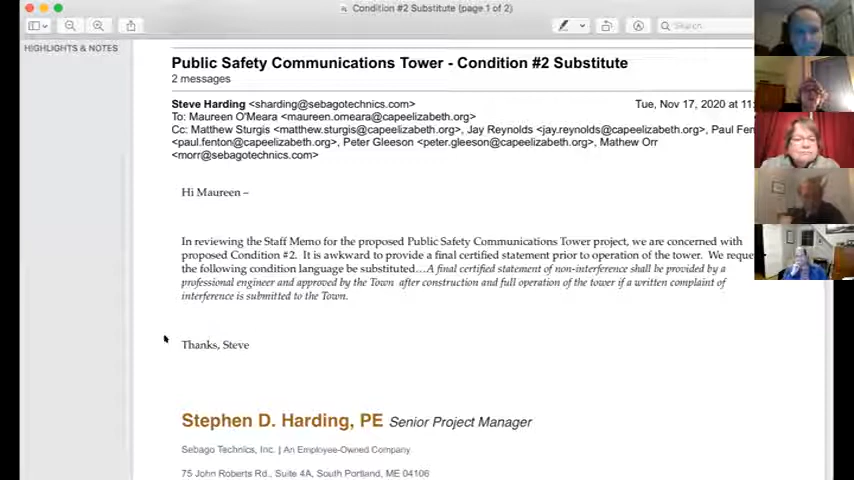 Condition #2 Substitute (page 1 of 2)
Search
HIGHLIGHTS & NOTES
Public Safety Communications Tower - Condition #2 Substitute
2 messages
Steve Harding <sharding@sebagotechnics.com> Tue, Nov 17, 2020 at 11:
To: Maureen O'Meara <maureen.omeara@capeelizabeth.org>
Cc: Matthew Sturgis <matthew.sturgis@capeelizabeth.org>, Jay Reynolds <jay.reynolds@capeelizabeth.org>, Paul Fen
<paul.fenton@capeelizabeth.org>, Peter Gleeson <peter.gleeson@capeelizabeth.org>, Mathew Orr
<morr@sebagotechnics.com>
Hi Maureen –
In reviewing the Staff Memo for the proposed Public Safety Communications Tower project, we are concerned with
proposed Condition #2. It is awkward to provide a final certified statement prior to operation of the tower. We reque
the following condition language be substituted…A final certified statement of non-interference shall be provided by a
professional engineer and approved by the Town after construction and full operation of the tower if a written complaint of
interference is submitted to the Town.
Thanks, Steve
Stephen D. Harding, PE Senior Project Manager
Sebago Technics, Inc. | An Employee-Owned Company
75 John Roberts Rd., Suite 4A, South Portland, ME 04106